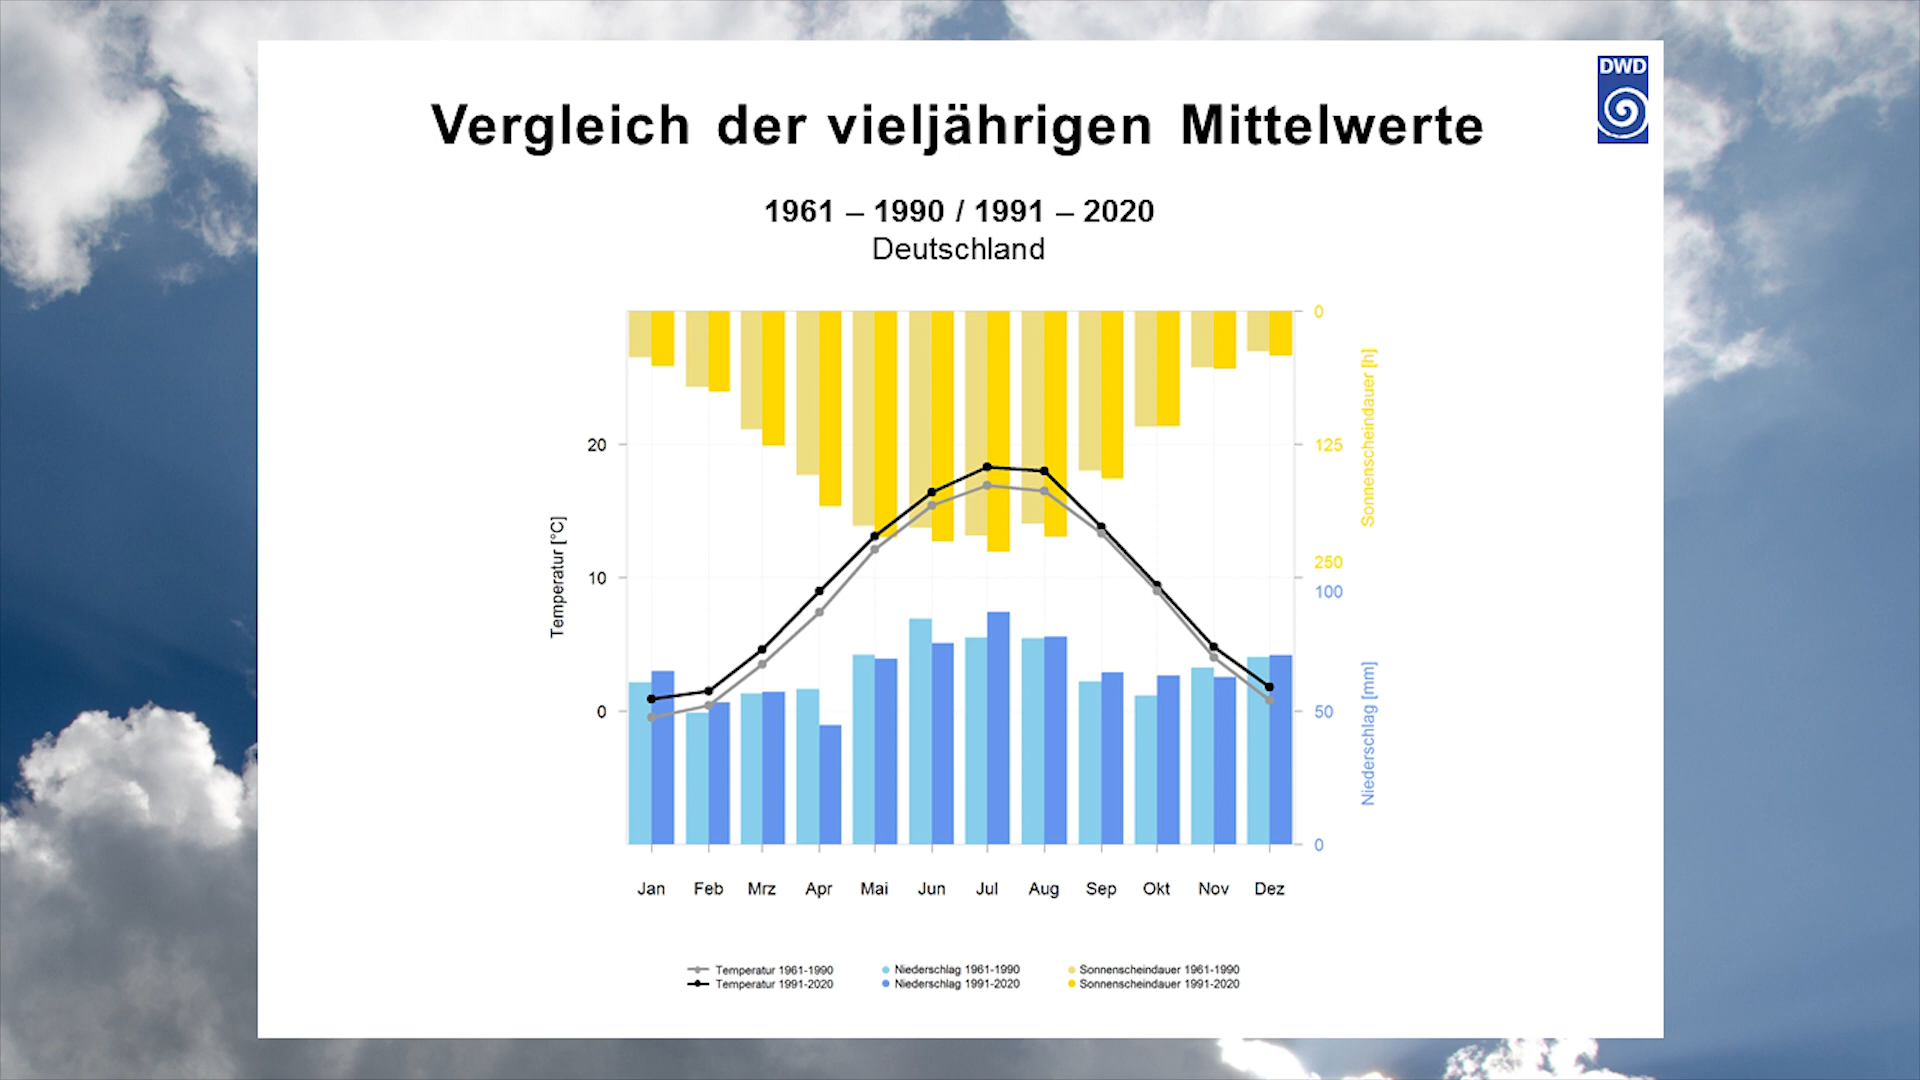 DWD
Vergleich der vieljährigen Mittelwerte
1961 – 1990 / 1991 – 2020
Deutschland
0
125
250
Sonnenscheindauer [h]
20
10
0
Temperatur [°C]
100
50
0
Niederschlag [mm]
Jan Feb Mrz Apr Mai Jun Jul Aug Sep Okt Nov Dez
Temperatur 1961-1990 Niederschlag 1961-1990 Sonnenscheindauer 1961-1990
Temperatur 1991-2020 Niederschlag 1991-2020 Sonnenscheindauer 1991-2020